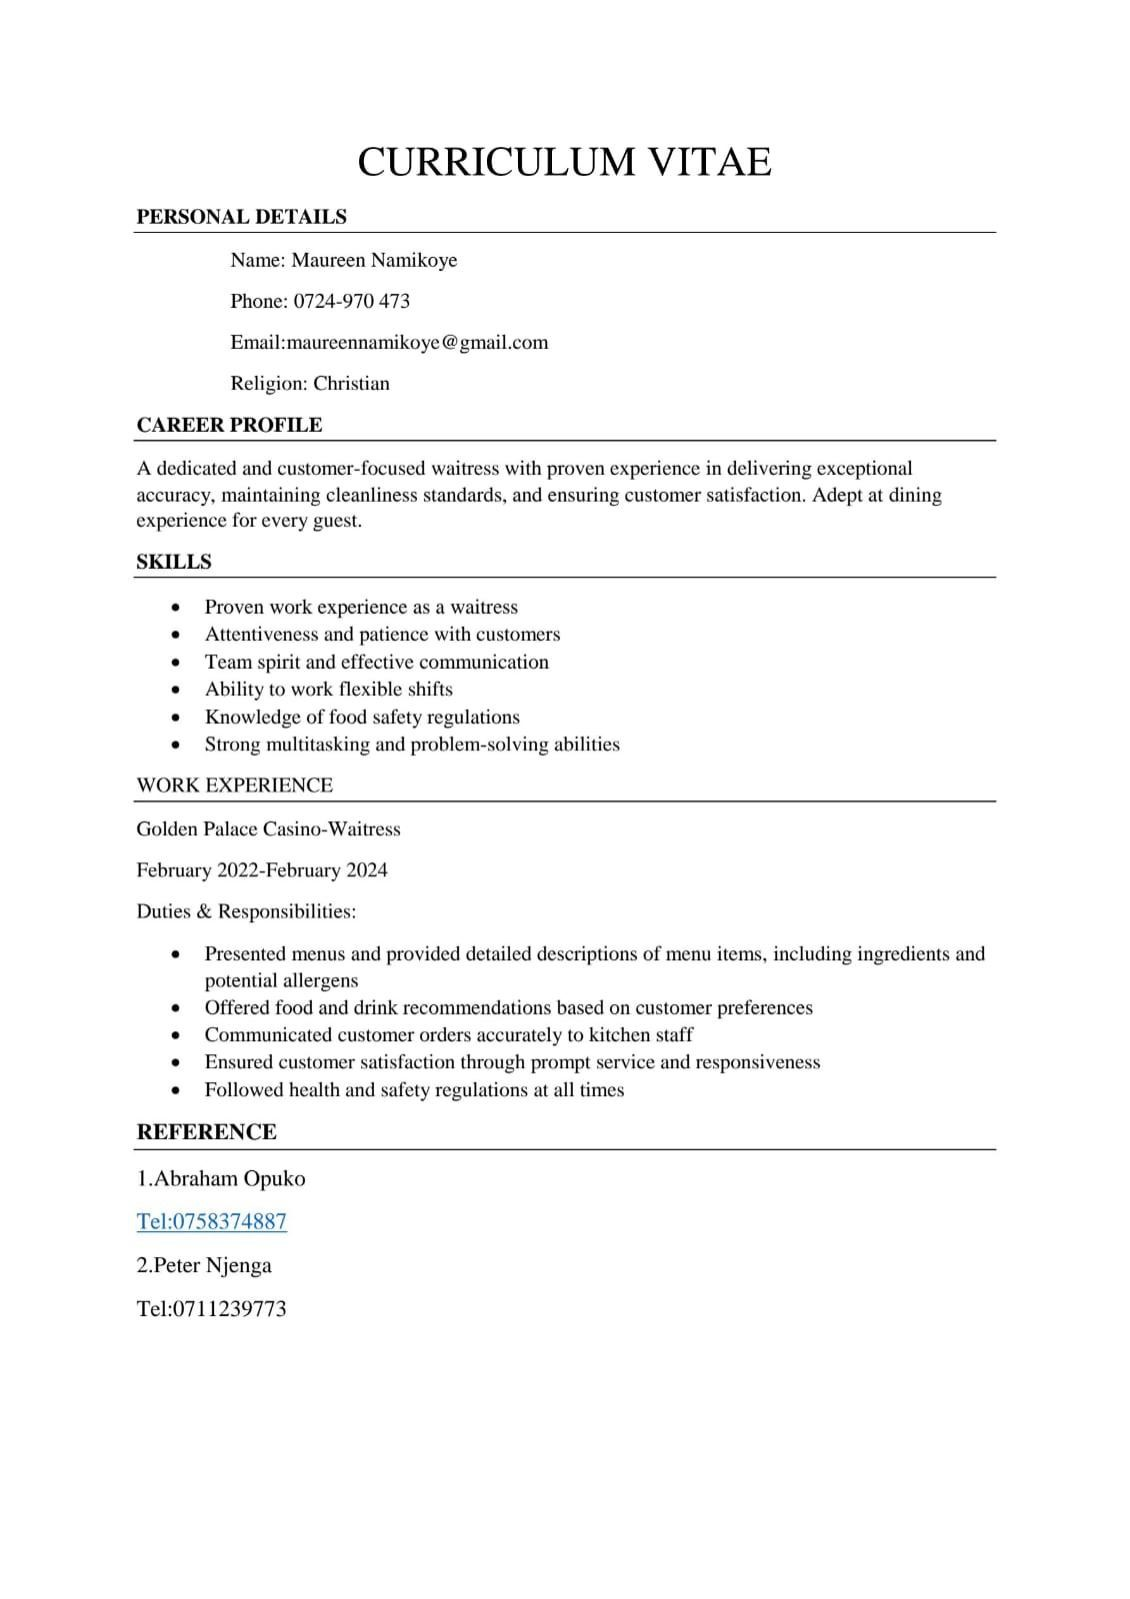 CURRICULUM VITAE
PERSONAL DETAILS
Name: Maureen Namikoye
Phone: 0724-970 473
Email:maureennamikoye@gmail.com
Religion: Christian
CAREER PROFILE
A dedicated and customer-focused waitress with proven experience in delivering exceptional
accuracy, maintaining cleanliness standards, and ensuring customer satisfaction. Adept at dining
experience for every guest.
SKILLS
• Proven work experience as a waitress
• Attentiveness and patience with customers
• Team spirit and effective communication
• Ability to work flexible shifts
• Knowledge of food safety regulations
• Strong multitasking and problem-solving abilities
WORK EXPERIENCE
Golden Palace Casino-Waitress
February 2022-February 2024
Duties & Responsibilities:
• Presented menus and provided detailed descriptions of menu items, including ingredients and
potential allergens
• Offered food and drink recommendations based on customer preferences
• Communicated customer orders accurately to kitchen staff
• Ensured customer satisfaction through prompt service and responsiveness
• Followed health and safety regulations at all times
REFERENCE
1.Abraham Opuko
Tel:0758374887
2.Peter Njenga
Tel:0711239773